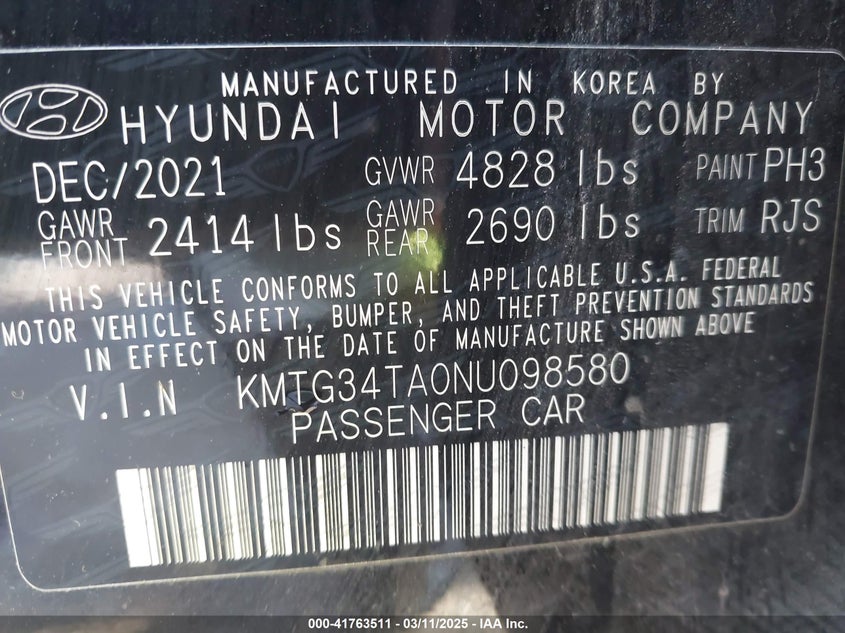 MANUFACTURED IN KOREA BY
HYUNDAI MOTOR COMPANY
DEC/2021 GVWR 4828 lbs PAINT PH3
GAWR FRONT 2414 lbs GAWR REAR 2690 lbs TRIM RJS
THIS VEHICLE CONFORMS TO ALL APPLICABLE U.S.A. FEDERAL
MOTOR VEHICLE SAFETY, BUMPER, AND THEFT PREVENTION STANDARDS
IN EFFECT ON THE DATE OF MANUFACTURE SHOWN ABOVE
V.I.N KMTG34TA0NU098580
PASSENGER CAR
000-41763511 - 03/11/2025 - IAA Inc.